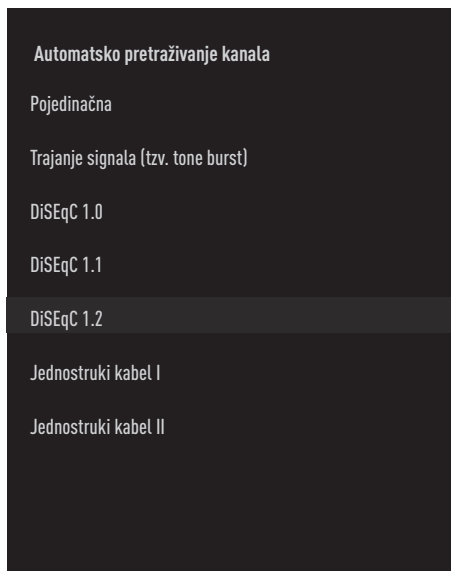 Automatsko pretraživanje kanala
Pojedinačna
Trajanje signala (tzv. tone burst)
DiSEqC 1.0
DiSEqC 1.1
DiSEqC 1.2
Jednostruki kabel I
Jednostruki kabel II